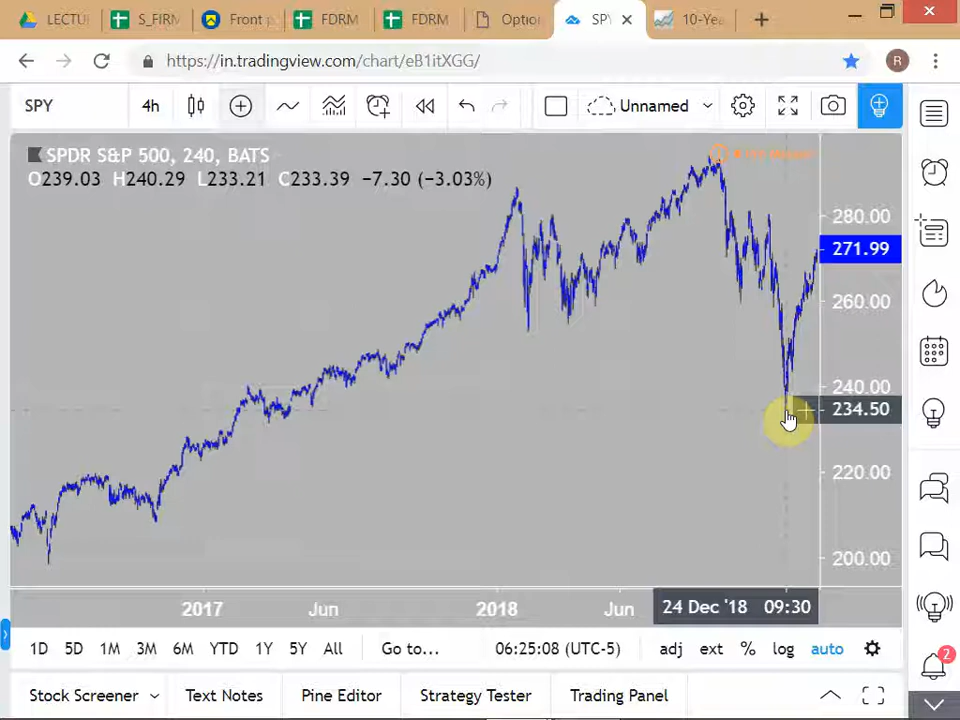 LECTU
S_FIRM
Front p
FDRM
FDRM
Optio
SPY
10-Yea
https://in.tradingview.com/chart/eB1itXGG/
R
SPY
4h
Unnamed
SPDR S&P 500, 240, BATS
O239.03 H240.29 L233.21 C233.39 −7.30 (−3.03%)
280.00
271.99
260.00
240.00
234.50
220.00
200.00
2017
Jun
2018
Jun
24 Dec '18 09:30
1D 5D 1M 3M 6M YTD 1Y 5Y All
Go to...
06:25:08 (UTC-5)
adj ext % log auto
2
Stock Screener
Text Notes
Pine Editor
Strategy Tester
Trading Panel